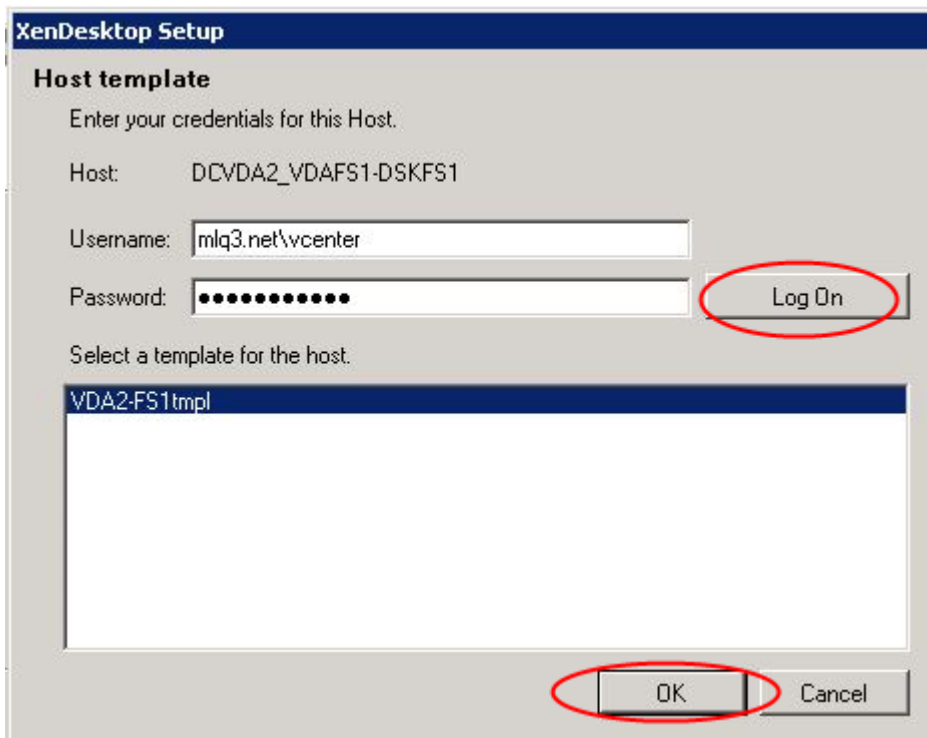 XenDesktop Setup
Host template
Enter your credentials for this Host.
Host: DCVDA2_VDAFS1-DSKFS1
Username: mlq3.net\vcenter
Password: ●●●●●●●●●●● Log On
Select a template for the host.
VDA2-FS1tmpl
OK Cancel